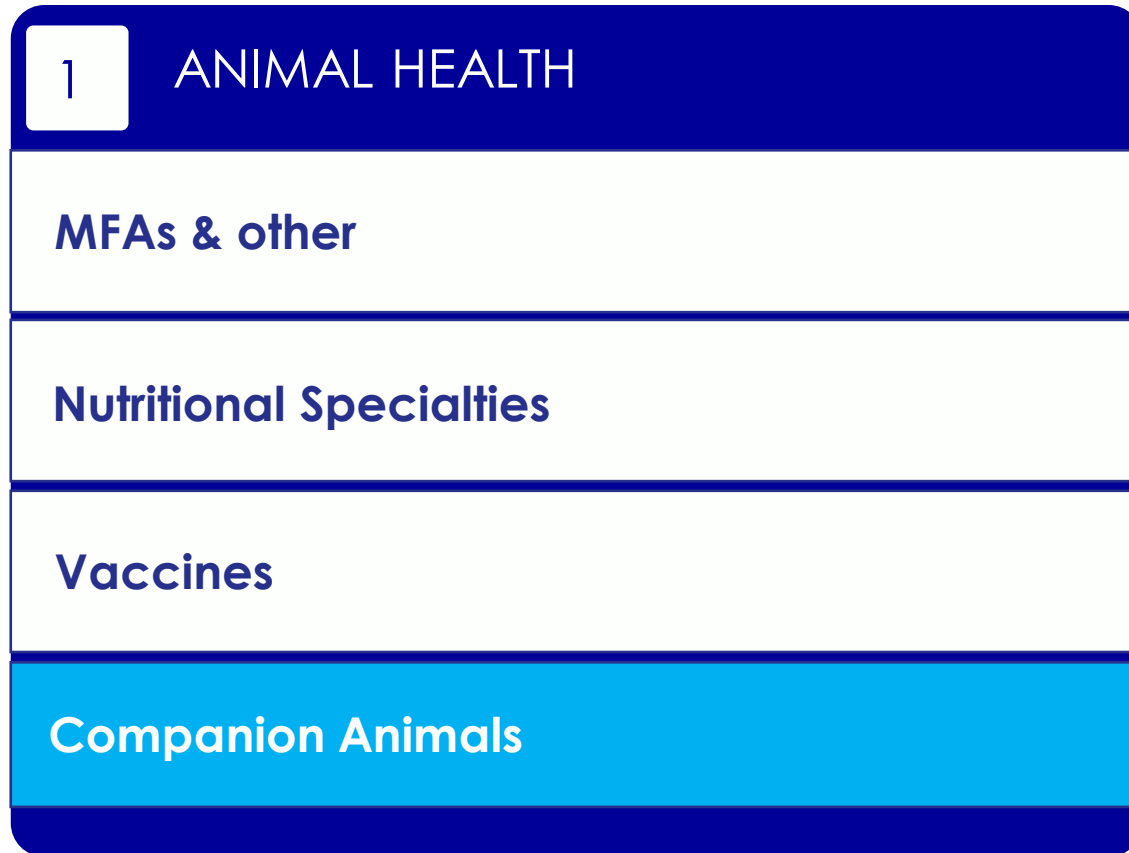 1
ANIMAL HEALTH
MFAs & other
Nutritional Specialties
Vaccines
Companion Animals